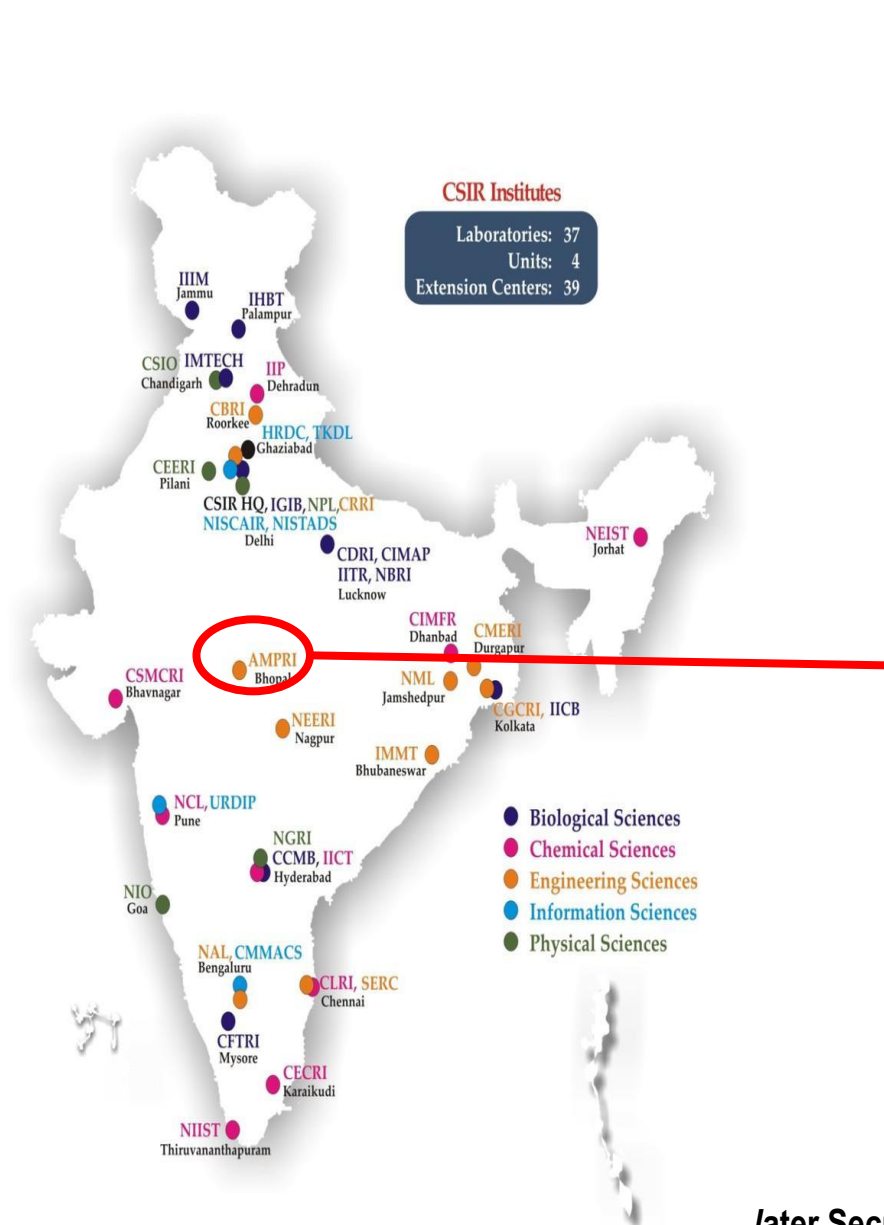 CSIR Institutes
Laboratories: 37
Units: 4
Extension Centers: 39
IIIM
Jammu
IHBT
Palampur
CSIO IMTECH
Chandigarh
IIP
Dehradun
CBRI
Roorkee
HRDC, TKDL
Ghaziabad
CEERI
Pilani
CSIR HQ, IGIB, NPL, CRRI
NISCAIR, NISTADS
Delhi
CDRI, CIMAP
IITR, NBRI
Lucknow
NEIST
Jorhat
CIMFR
Dhanbad
CMERI
Durgapur
AMPRI
Bhopal
CSMCRI
Bhavnagar
NML
Jamshedpur
CGCRI, IICB
Kolkata
NEERI
Nagpur
IMMT
Bhubaneswar
NCL, URDIP
Pune
NGRI
CCMB, IICT
Hyderabad
NIO
Goa
Biological Sciences
Chemical Sciences
Engineering Sciences
Information Sciences
Physical Sciences
NAL, CMMACS
Bengaluru
CLRI, SERC
Chennai
CFTRI
Mysore
CECRI
Karaikudi
NIIST
Thiruvananthapuram
later